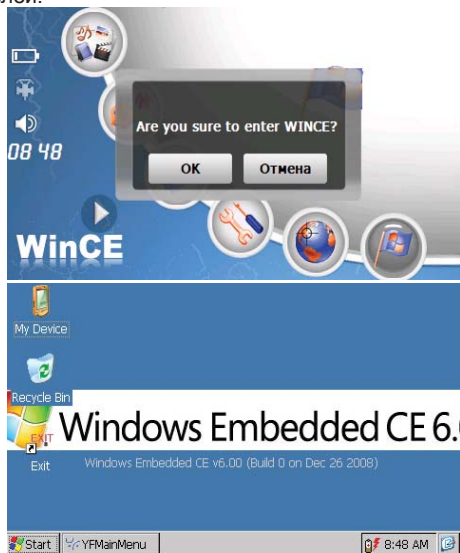 лей.
Are you sure to enter WINCE?
08 48
OK
Отмена
WinCE
My Device
Recycle Bin
EXIT
Windows Embedded CE 6.0
Exit
Windows Embedded CE v6.00 (Build 0 on Dec 26 2008)
Start
YFMainMenu
8:48 AM